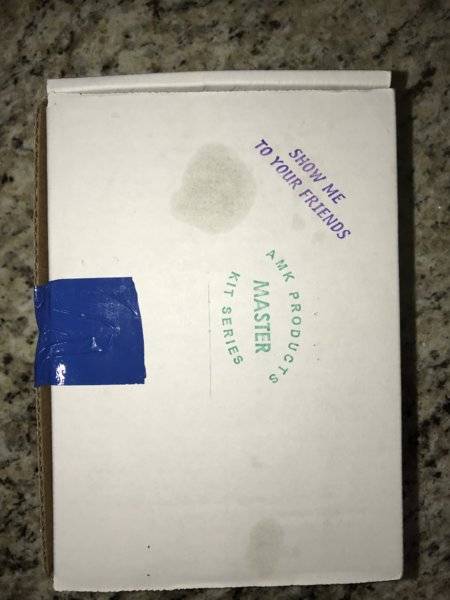 SHOW ME
TO YOUR FRIENDS
AMK PRODUCTS
MASTER
KIT SERIES